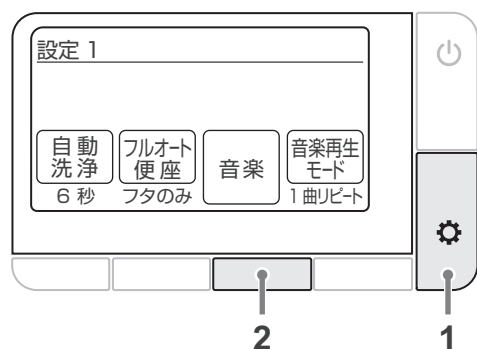 設定 1
自動
洗浄
フルオート
便座
音楽
音楽再生
モード
6 秒
フタのみ
1 曲リピート
2
1